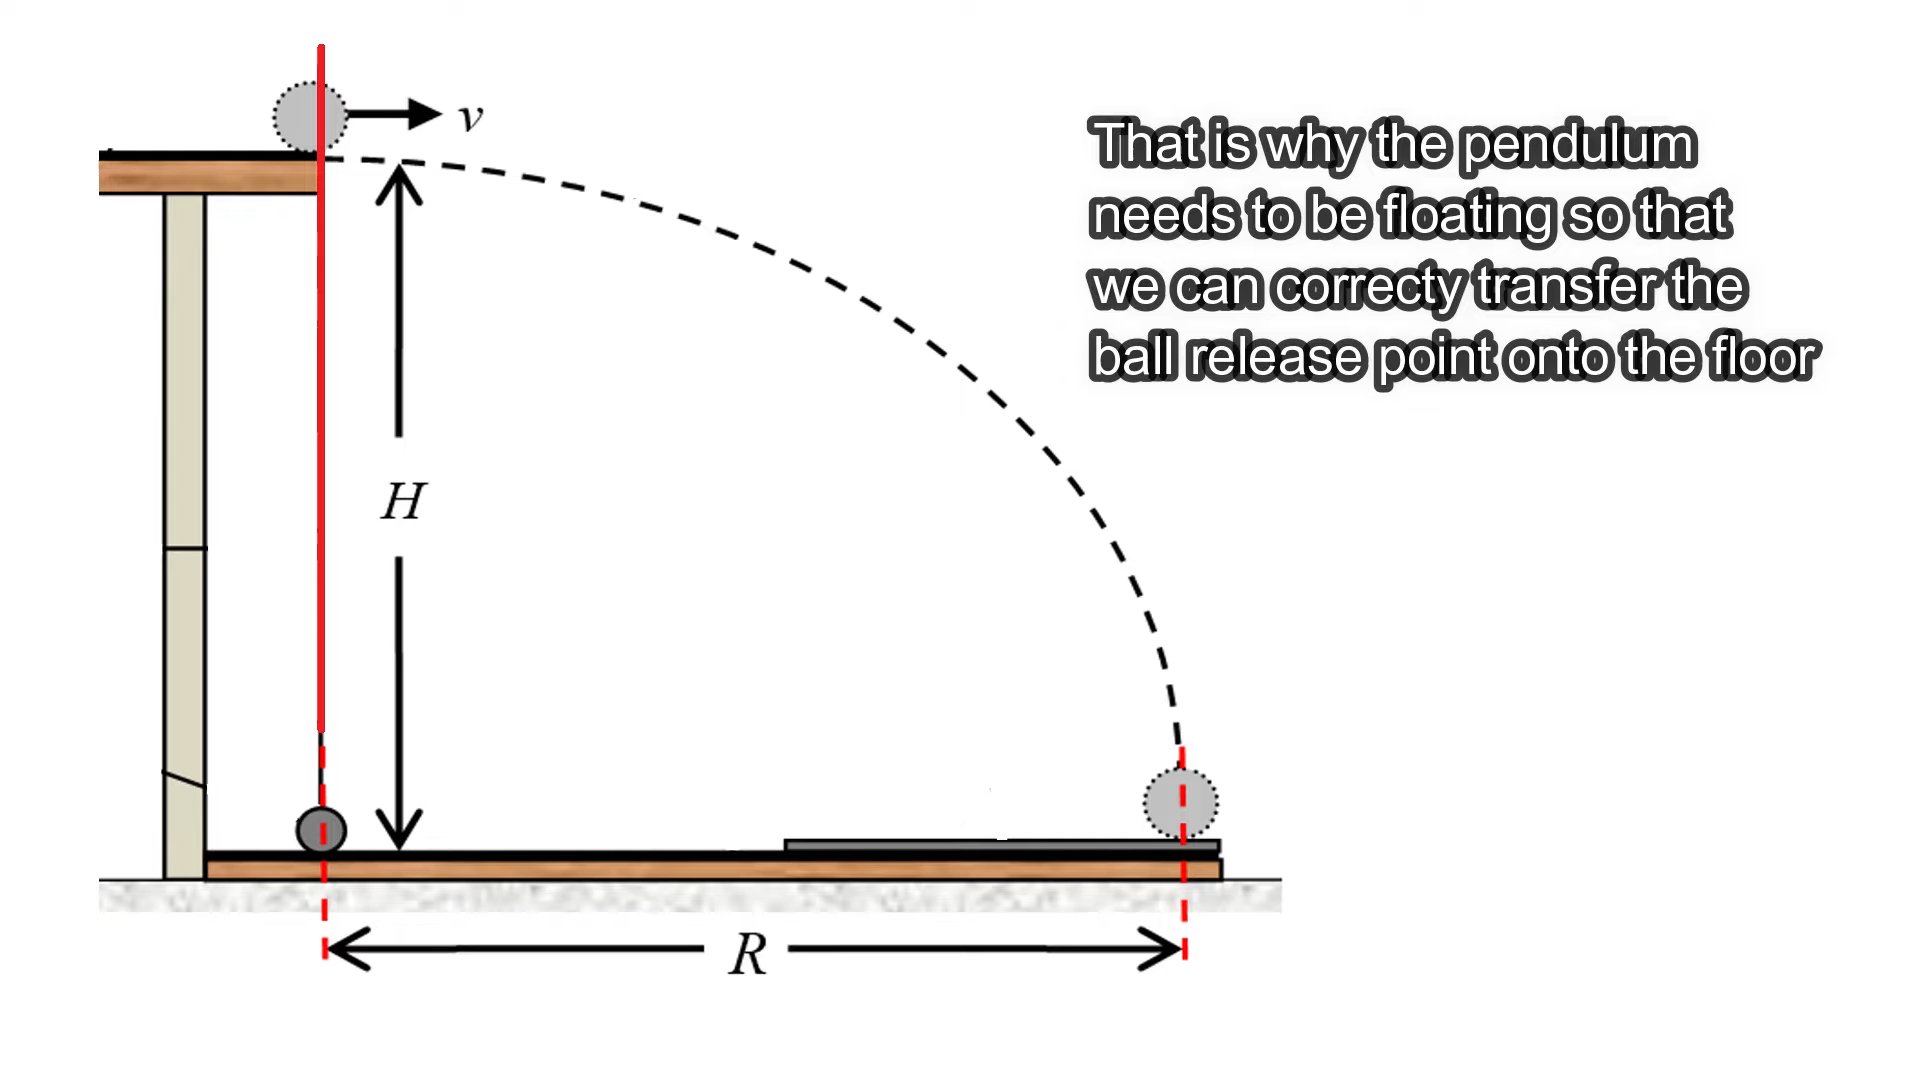 v
That is why the pendulum
needs to be floating so that
we can correcty transfer the
ball release point onto the floor
H
R